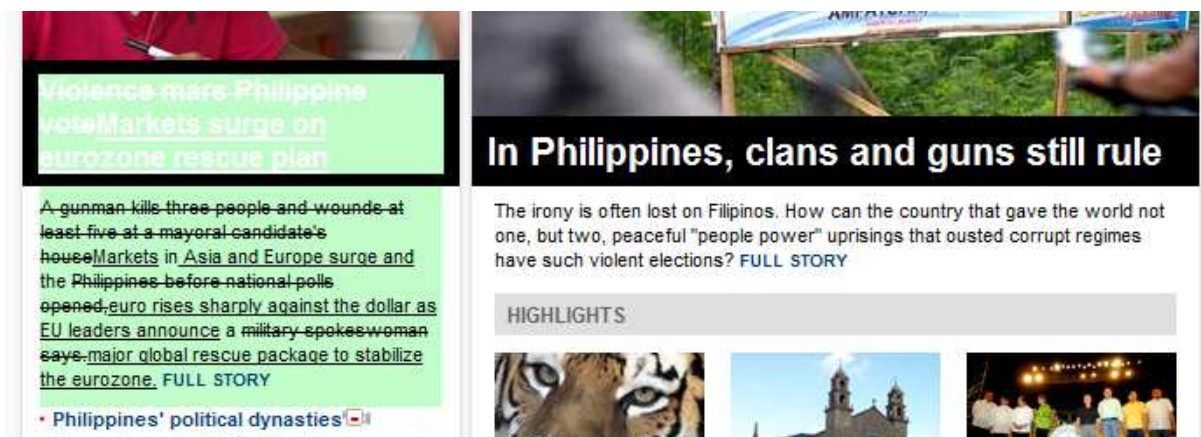 Violence mars Philippine
voteMarkets surge on
eurozone rescue plan
A gunman kills three people and wounds at
least five at a mayoral candidate's
houseMarkets in Asia and Europe surge and
the Philippines before national polls
opened,euro rises sharply against the dollar as
EU leaders announce a military spokeswoman
says.major global rescue package to stabilize
the eurozone. FULL STORY
• Philippines' political dynasties
AMPATUAN
In Philippines, clans and guns still rule
The irony is often lost on Filipinos. How can the country that gave the world not
one, but two, peaceful "people power" uprisings that ousted corrupt regimes
have such violent elections? FULL STORY
HIGHLIGHTS